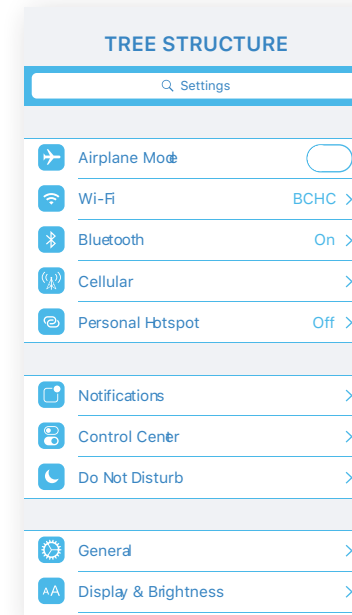 TREE STRUCTURE
Settings
Airplane Mode
Wi-Fi BCHC
Bluetooth On
Cellular
Personal Hotspot Off
Notifications
Control Center
Do Not Disturb
General
AA Display & Brightness